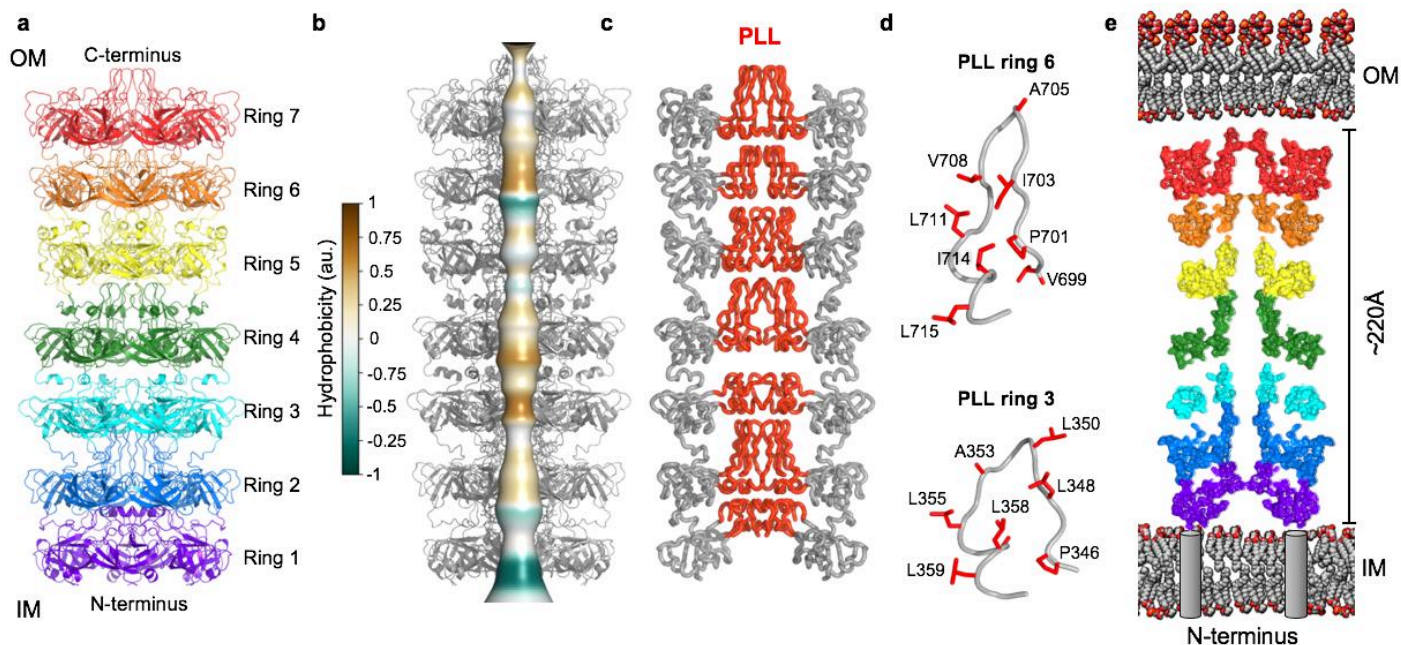 a
OM
C-terminus
Ring 7
Ring 6
Ring 5
Ring 4
Ring 3
Ring 2
Ring 1
IM
N-terminus
b
Hydrophobicity (au.)
1
0.75
0.5
0.25
0
-0.75
-0.5
-0.25
-1
c
PLL
d
PLL ring 6
A705
V708
I703
L711
P701
I714
V699
L715
PLL ring 3
L350
A353
L348
L355
L358
P346
L359
e
OM
~220Å
IM
N-terminus